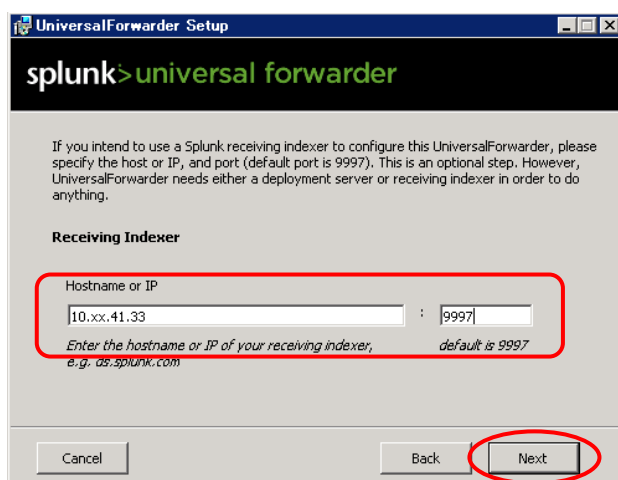 UniversalForwarder Setup
splunk>universal forwarder
If you intend to use a Splunk receiving indexer to configure this UniversalForwarder, please
specify the host or IP, and port (default port is 9997). This is an optional step. However,
UniversalForwarder needs either a deployment server or receiving indexer in order to do
anything.
Receiving Indexer
Hostname or IP
10.xx.41.33 : 9997
Enter the hostname or IP of your receiving indexer, default is 9997
e.g. ds.splunk.com
Cancel Back Next